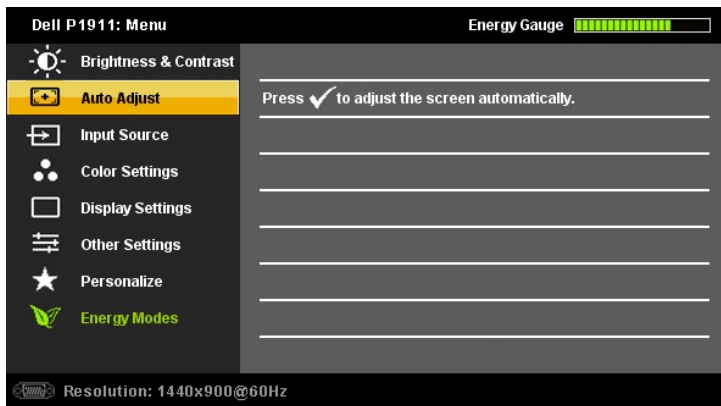 Dell P1911: Menu
Energy Gauge
Brightness & Contrast
Auto Adjust
Press ✓ to adjust the screen automatically.
Input Source
Color Settings
Display Settings
Other Settings
Personalize
Energy Modes
Resolution: 1440x900@60Hz